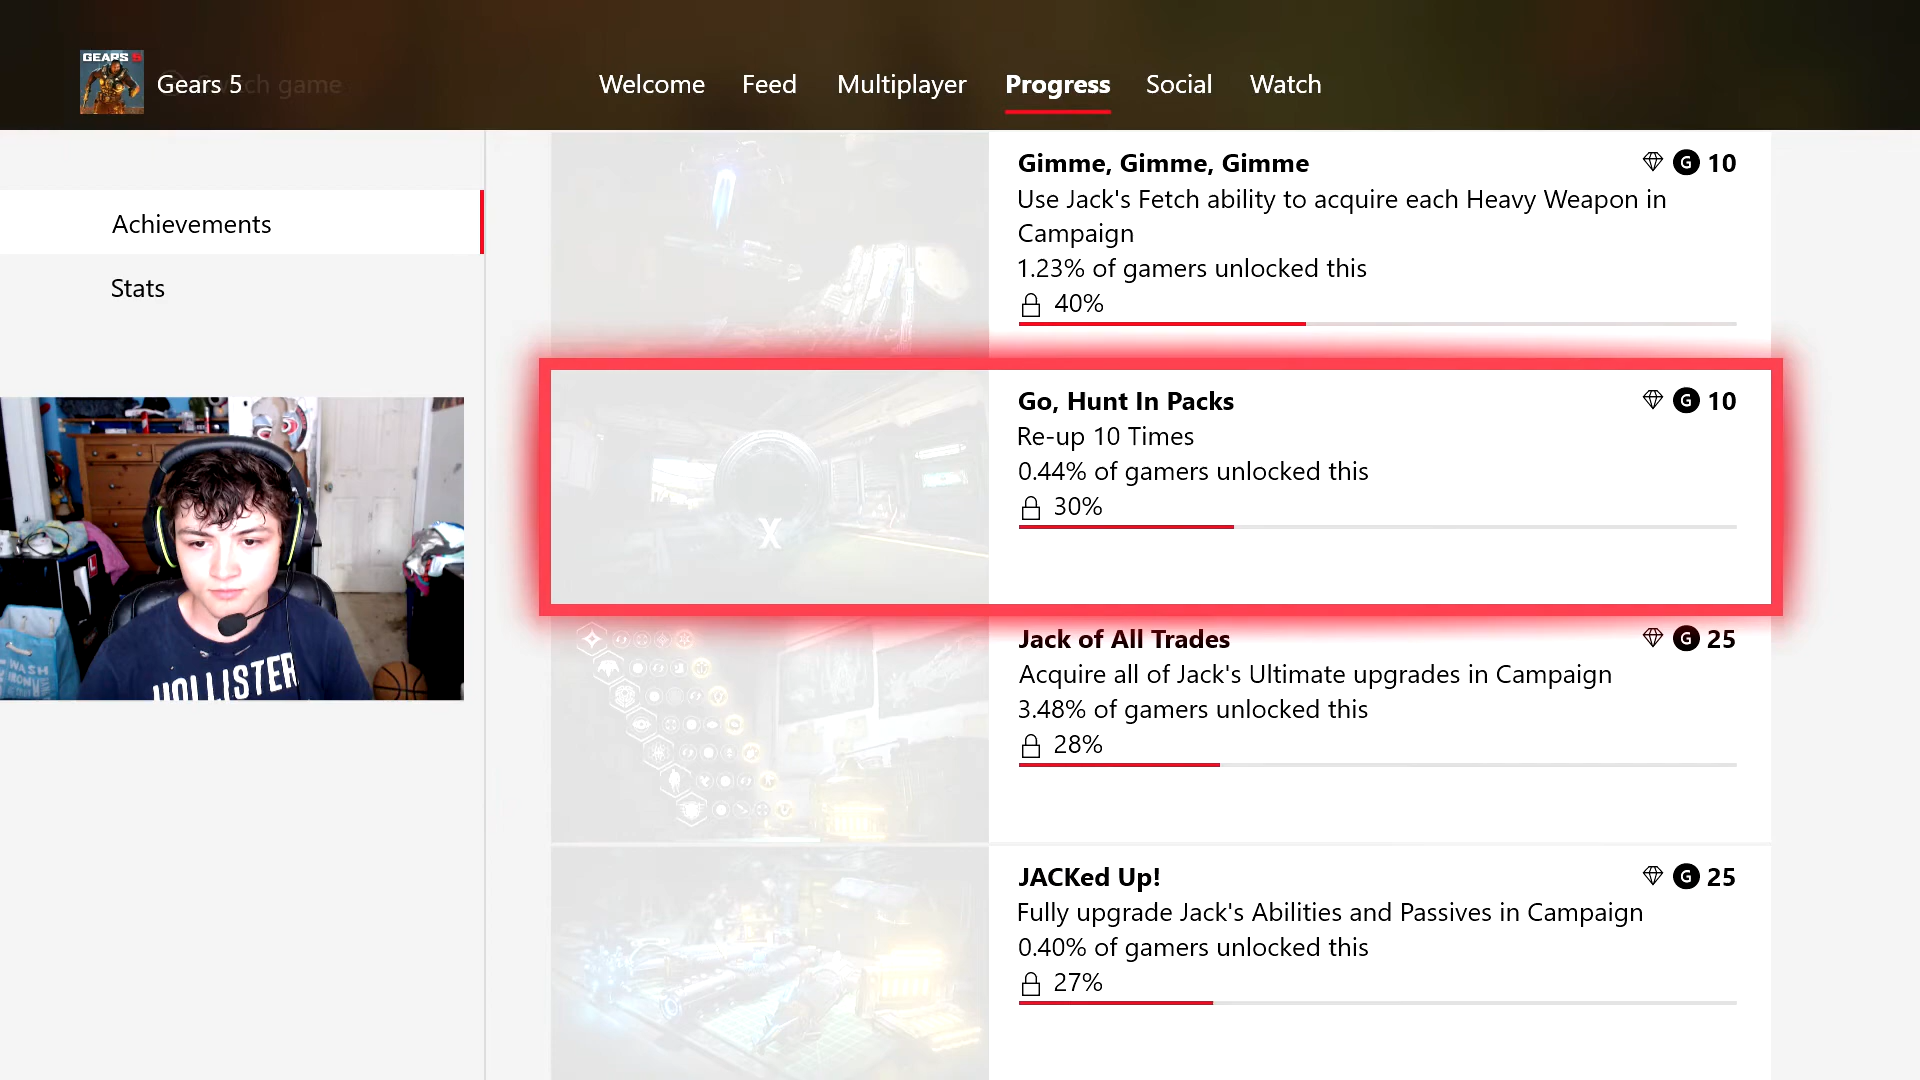 GEARS 5
Gears 5
Welcome
Feed
Multiplayer
Progress
Social
Watch
Achievements
Stats
Gimme, Gimme, Gimme
G 10
Use Jack's Fetch ability to acquire each Heavy Weapon in
Campaign
1.23% of gamers unlocked this
40%
Go, Hunt In Packs
G 10
Re-up 10 Times
0.44% of gamers unlocked this
30%
X
Jack of All Trades
G 25
Acquire all of Jack's Ultimate upgrades in Campaign
3.48% of gamers unlocked this
28%
JACKed Up!
G 25
Fully upgrade Jack's Abilities and Passives in Campaign
0.40% of gamers unlocked this
27%
WASH
HOLLISTER